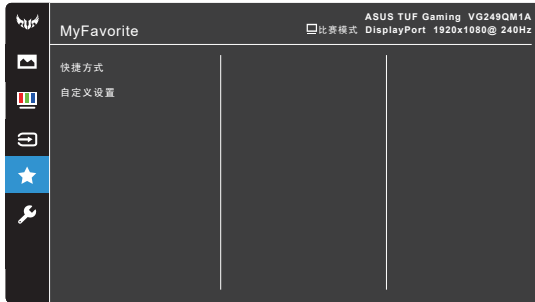 ASUS TUF Gaming VG249QM1A
MyFavorite
比赛模式 DisplayPort 1920x1080@ 240Hz
快捷方式
自定义设置